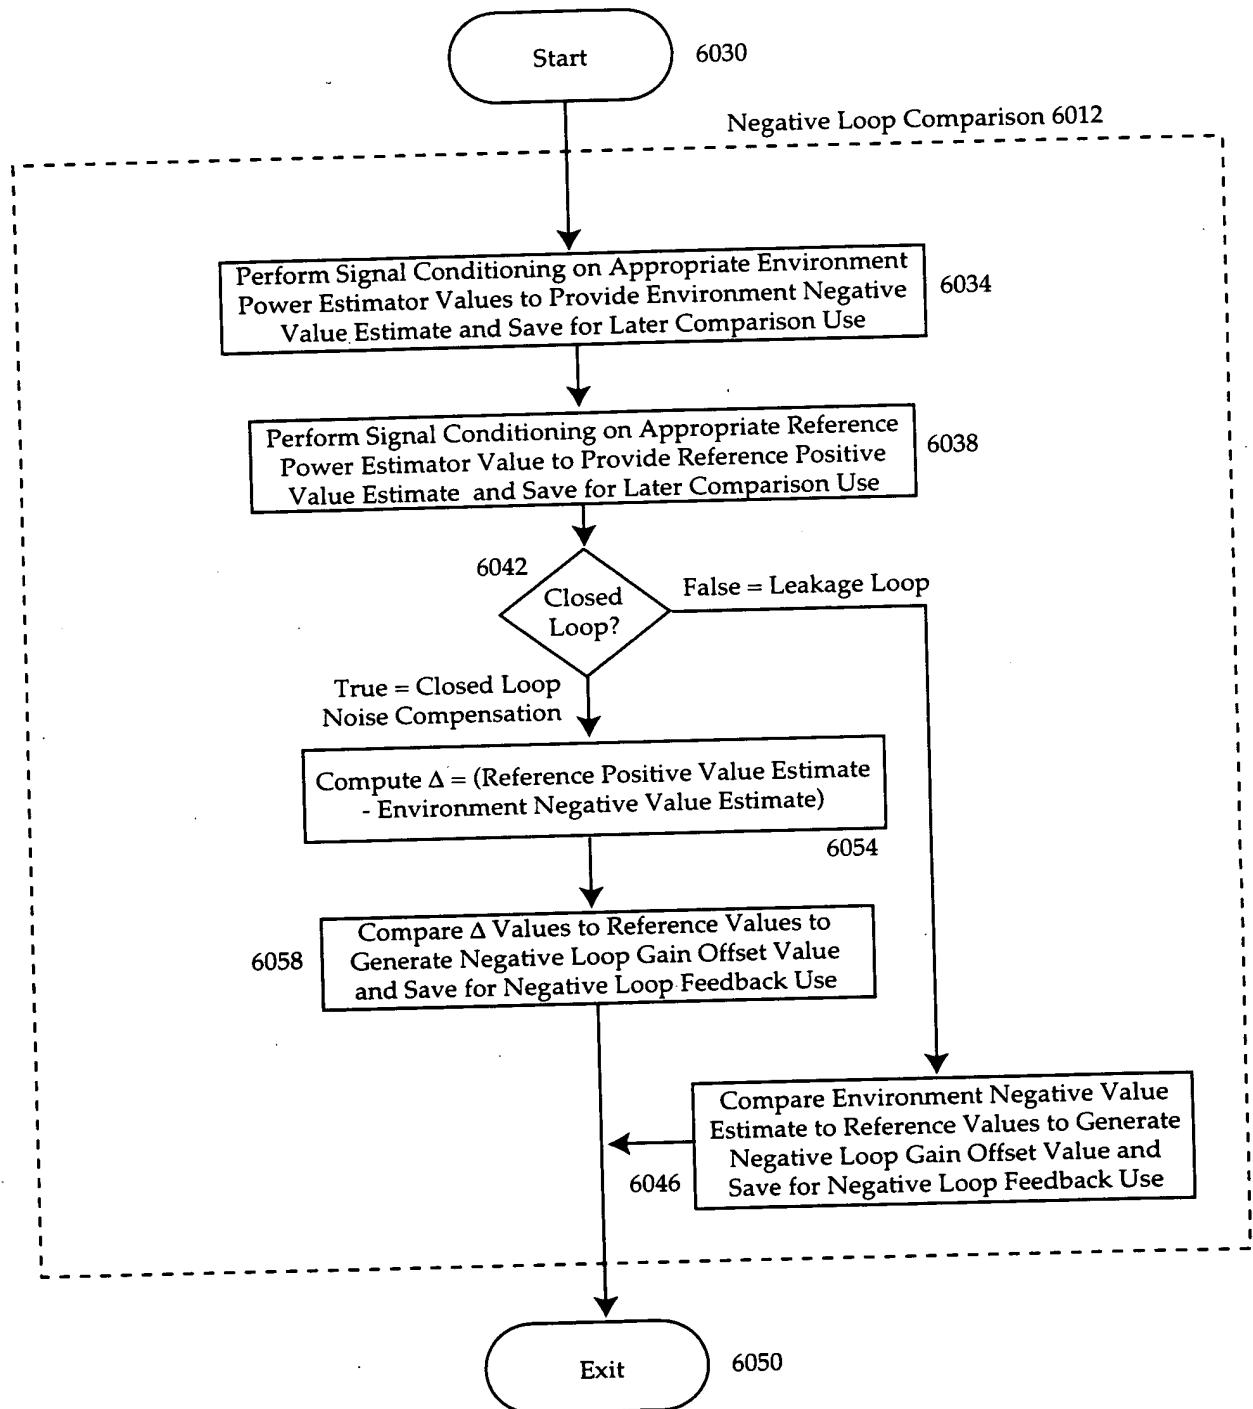 Start
6030
Negative Loop Comparison 6012
Perform Signal Conditioning on Appropriate Environment
Power Estimator Values to Provide Environment Negative
Value Estimate and Save for Later Comparison Use
6034
Perform Signal Conditioning on Appropriate Reference
Power Estimator Value to Provide Reference Positive
Value Estimate and Save for Later Comparison Use
6038
6042
Closed
Loop?
False = Leakage Loop
True = Closed Loop
Noise Compensation
Compute Δ = (Reference Positive Value Estimate
- Environment Negative Value Estimate)
6054
6058
Compare Δ Values to Reference Values to
Generate Negative Loop Gain Offset Value
and Save for Negative Loop Feedback Use
Compare Environment Negative Value
Estimate to Reference Values to Generate
Negative Loop Gain Offset Value and
Save for Negative Loop Feedback Use
6046
Exit
6050